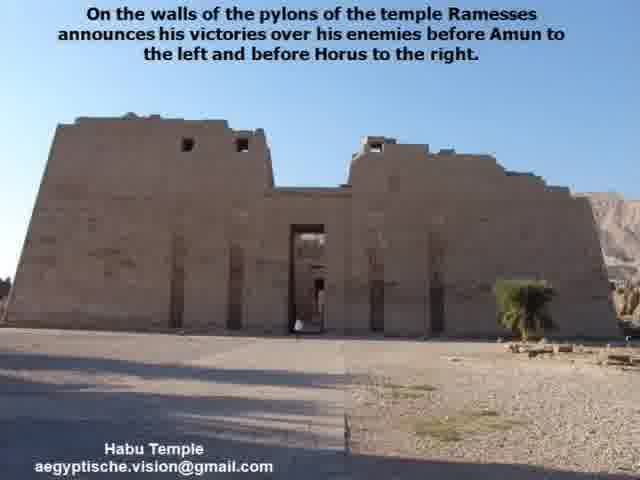 On the walls of the pylons of the temple Ramesses
announces his victories over his enemies before Amun to
the left and before Horus to the right.
Habu Temple
aegyptische.vision@gmail.com